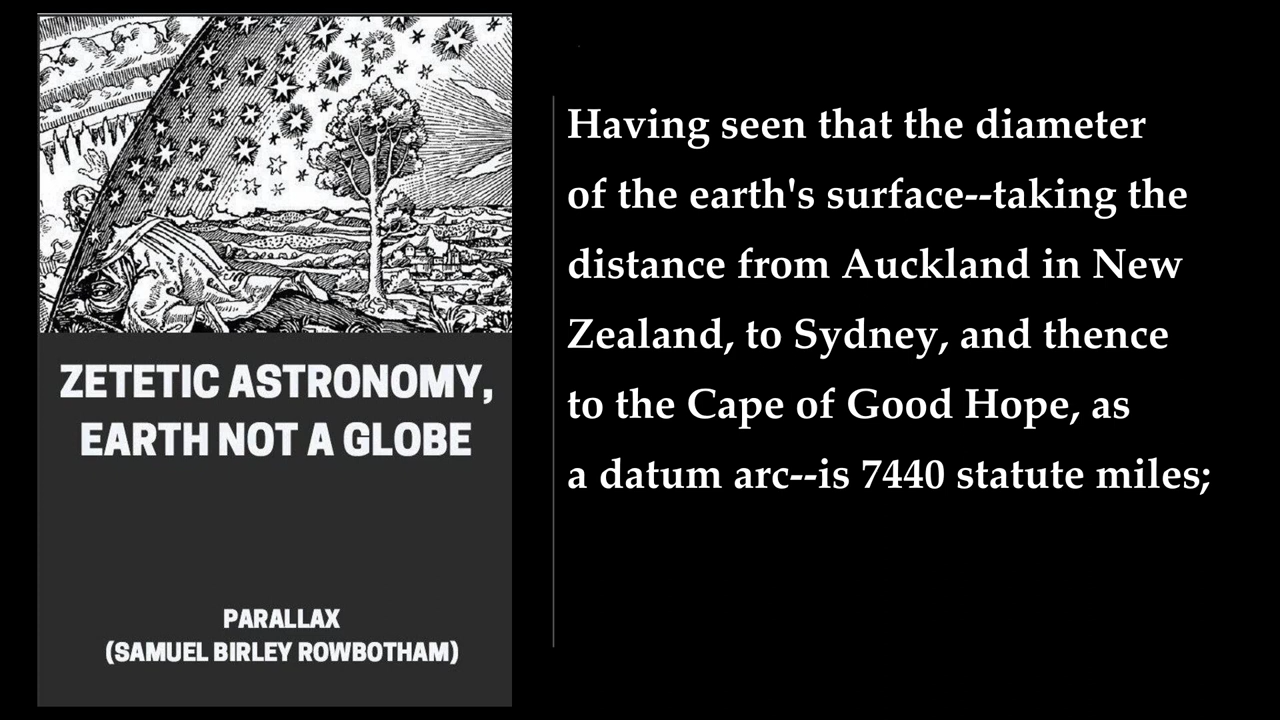 ZETETIC ASTRONOMY,
EARTH NOT A GLOBE
PARALLAX
(SAMUEL BIRLEY ROWBOTHAM)
Having seen that the diameter
of the earth's surface--taking the
distance from Auckland in New
Zealand, to Sydney, and thence
to the Cape of Good Hope, as
a datum arc--is 7440 statute miles;